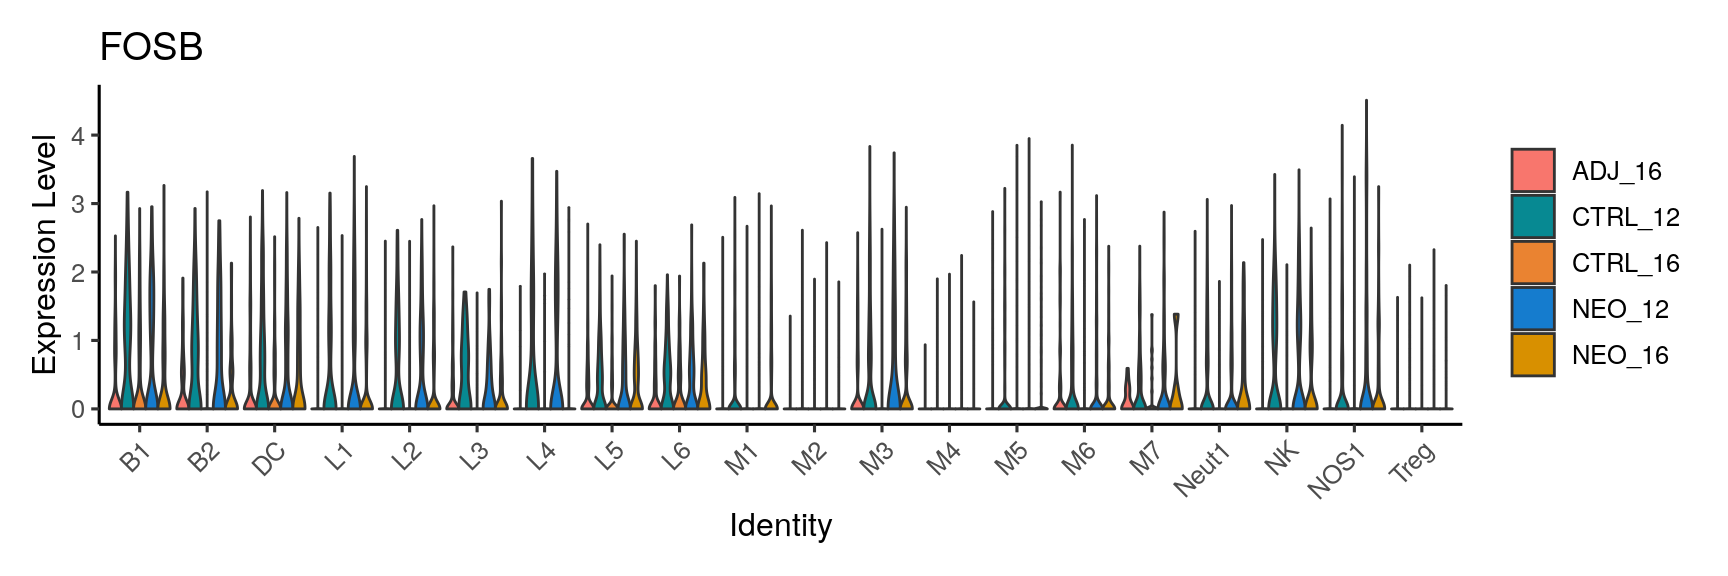 FOSB
Expression Level
4
3
2
1
0
B1
B2
DC
L1
L2
L3
L4
L5
L6
M1
M2
M3
M4
M5
M6
M7
Neut1
NK
NOS1
Treg
Identity
ADJ_16
CTRL_12
CTRL_16
NEO_12
NEO_16